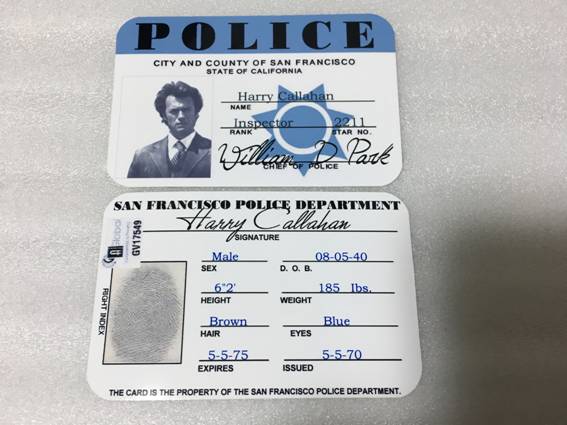 POLICE
CITY AND COUNTY OF SAN FRANCISCO
STATE OF CALIFORNIA
Harry Callahan
NAME
Inspector 2211
RANK STAR NO.
William D Park
CHIEF OF POLICE
SAN FRANCISCO POLICE DEPARTMENT
Harry Callahan
SIGNATURE
Global
GV17549
Male 08-05-40
SEX D. O. B.
6"2' 185 lbs.
HEIGHT WEIGHT
RIGHT INDEX
Brown Blue
HAIR EYES
5-5-75 5-5-70
EXPIRES ISSUED
THE CARD IS THE PROPERTY OF THE SAN FRANCISCO POLICE DEPARTMENT.